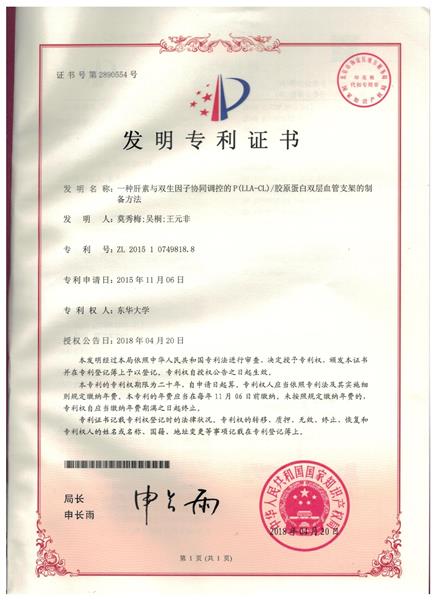 证书号第2890554号
发明专利证书
发明名称：一种肝素与双生因子协同调控的P(LLA-CL)/胶原蛋白双层血管支架的制
备方法
发明人：莫秀梅;吴桐;王元非
专利号：ZL 2015 1 0749818.8
专利申请日：2015年11月06日
专利权人：东华大学
授权公告日：2018年04月20日
本发明经过本局依照中华人民共和国专利法进行审查，决定授予专利权，颁发本证书
并在专利登记簿上予以登记。专利权自授权公告之日起生效。
本专利的专利权期限为二十年，自申请日起算。专利权人应当依照专利法及其实施细
则规定缴纳年费。本专利的年费应当在每年11月06日前缴纳。未按照规定缴纳年费的，
专利权自应当缴纳年费期满之日起终止。
专利证书记载专利权登记时的法律状况。专利权的转移、质押、无效、终止、恢复和
专利权人的姓名或名称、国籍、地址变更等事项记载在专利登记簿上。
局长
申长雨
申长雨
中华人民共和国国家知识产权局
2018年04月20日
第1页(共1页)